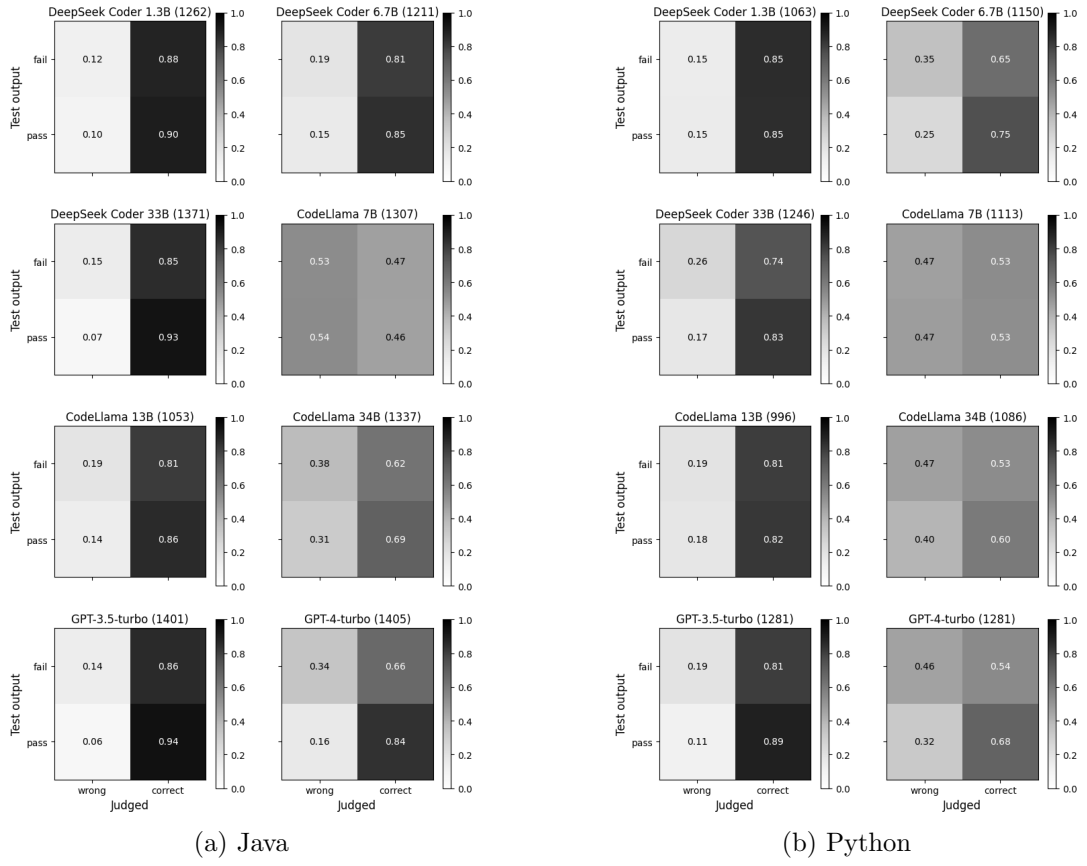 DeepSeek Coder 1.3B (1262)
Test output
fail
pass
0.12
0.88
0.10
0.90
1.0
0.8
0.6
0.4
0.2
0.0
DeepSeek Coder 6.7B (1211)
0.19
0.81
0.15
0.85
1.0
0.8
0.6
0.4
0.2
0.0
DeepSeek Coder 33B (1371)
Test output
fail
pass
0.15
0.85
0.07
0.93
1.0
0.8
0.6
0.4
0.2
0.0
CodeLlama 7B (1307)
0.53
0.47
0.54
0.46
1.0
0.8
0.6
0.4
0.2
0.0
CodeLlama 13B (1053)
Test output
fail
pass
0.19
0.81
0.14
0.86
1.0
0.8
0.6
0.4
0.2
0.0
CodeLlama 34B (1337)
0.38
0.62
0.31
0.69
1.0
0.8
0.6
0.4
0.2
0.0
GPT-3.5-turbo (1401)
Test output
fail
pass
0.14
0.86
0.06
0.94
wrong
correct
Judged
1.0
0.8
0.6
0.4
0.2
0.0
GPT-4-turbo (1405)
0.34
0.66
0.16
0.84
wrong
correct
Judged
1.0
0.8
0.6
0.4
0.2
0.0
(a) Java
DeepSeek Coder 1.3B (1063)
Test output
fail
pass
0.15
0.85
0.15
0.85
1.0
0.8
0.6
0.4
0.2
0.0
DeepSeek Coder 6.7B (1150)
0.35
0.65
0.25
0.75
1.0
0.8
0.6
0.4
0.2
0.0
DeepSeek Coder 33B (1246)
Test output
fail
pass
0.26
0.74
0.17
0.83
1.0
0.8
0.6
0.4
0.2
0.0
CodeLlama 7B (1113)
0.47
0.53
0.47
0.53
1.0
0.8
0.6
0.4
0.2
0.0
CodeLlama 13B (996)
Test output
fail
pass
0.19
0.81
0.18
0.82
1.0
0.8
0.6
0.4
0.2
0.0
CodeLlama 34B (1086)
0.47
0.53
0.40
0.60
1.0
0.8
0.6
0.4
0.2
0.0
GPT-3.5-turbo (1281)
Test output
fail
pass
0.19
0.81
0.11
0.89
wrong
correct
Judged
1.0
0.8
0.6
0.4
0.2
0.0
GPT-4-turbo (1281)
0.46
0.54
0.32
0.68
wrong
correct
Judged
1.0
0.8
0.6
0.4
0.2
0.0
(b) Python